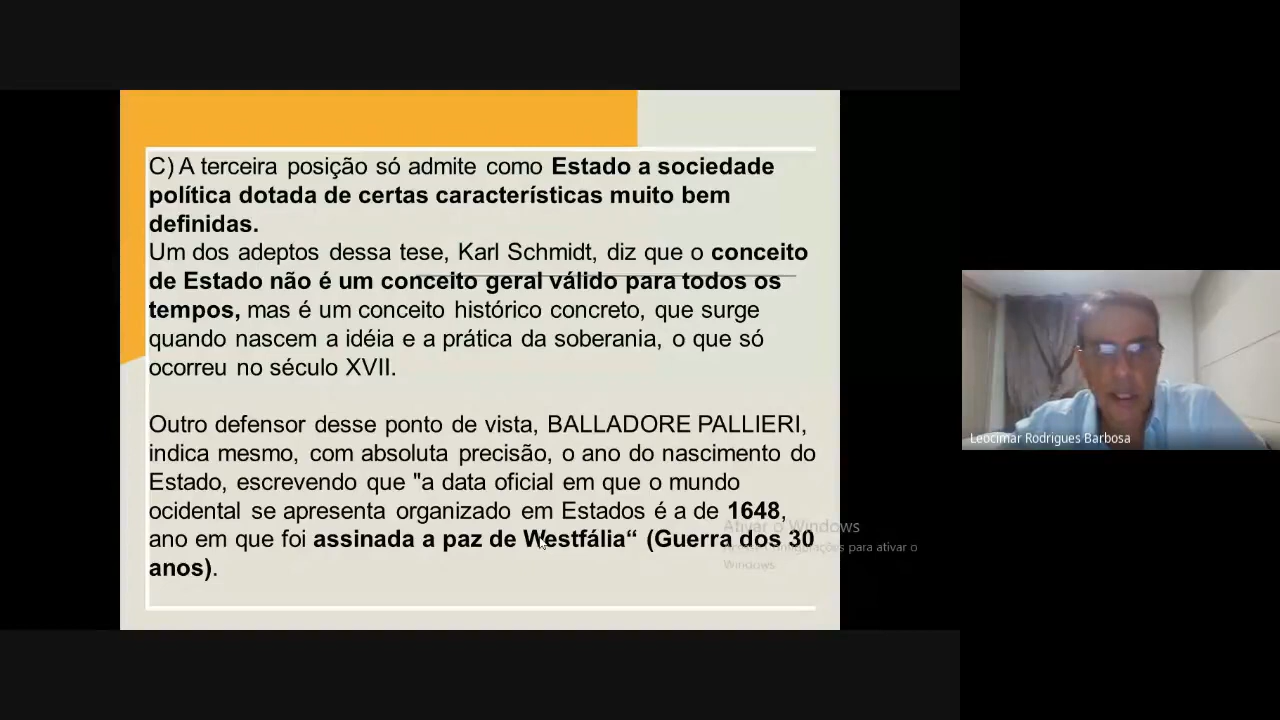 C) A terceira posição só admite como Estado a sociedade
política dotada de certas características muito bem
definidas.
Um dos adeptos dessa tese, Karl Schmidt, diz que o conceito
de Estado não é um conceito geral válido para todos os
tempos, mas é um conceito histórico concreto, que surge
quando nascem a idéia e a prática da soberania, o que só
ocorreu no século XVII.
Outro defensor desse ponto de vista, BALLADORE PALLIERI,
indica mesmo, com absoluta precisão, o ano do nascimento do
Estado, escrevendo que "a data oficial em que o mundo
ocidental se apresenta organizado em Estados é a de 1648,
ano em que foi assinada a paz de Westfália“ (Guerra dos 30
anos).
Ativar o Windows
configurações para ativar o
Windows
Leocimar Rodrigues Barbosa